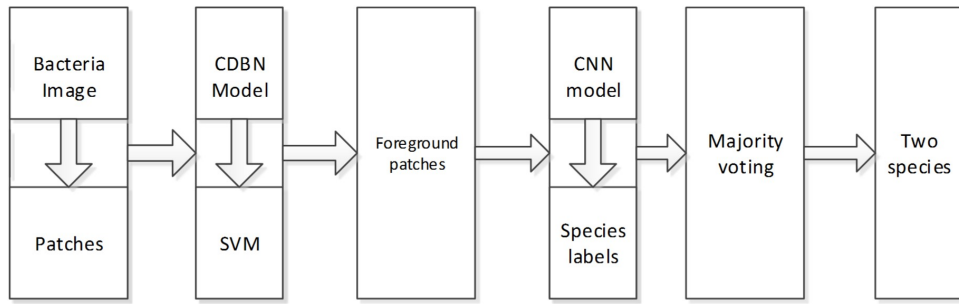 Bacteria
Image
Patches
CDBN
Model
SVM
Foreground
patches
CNN
model
Species
labels
Majority
voting
Two
species